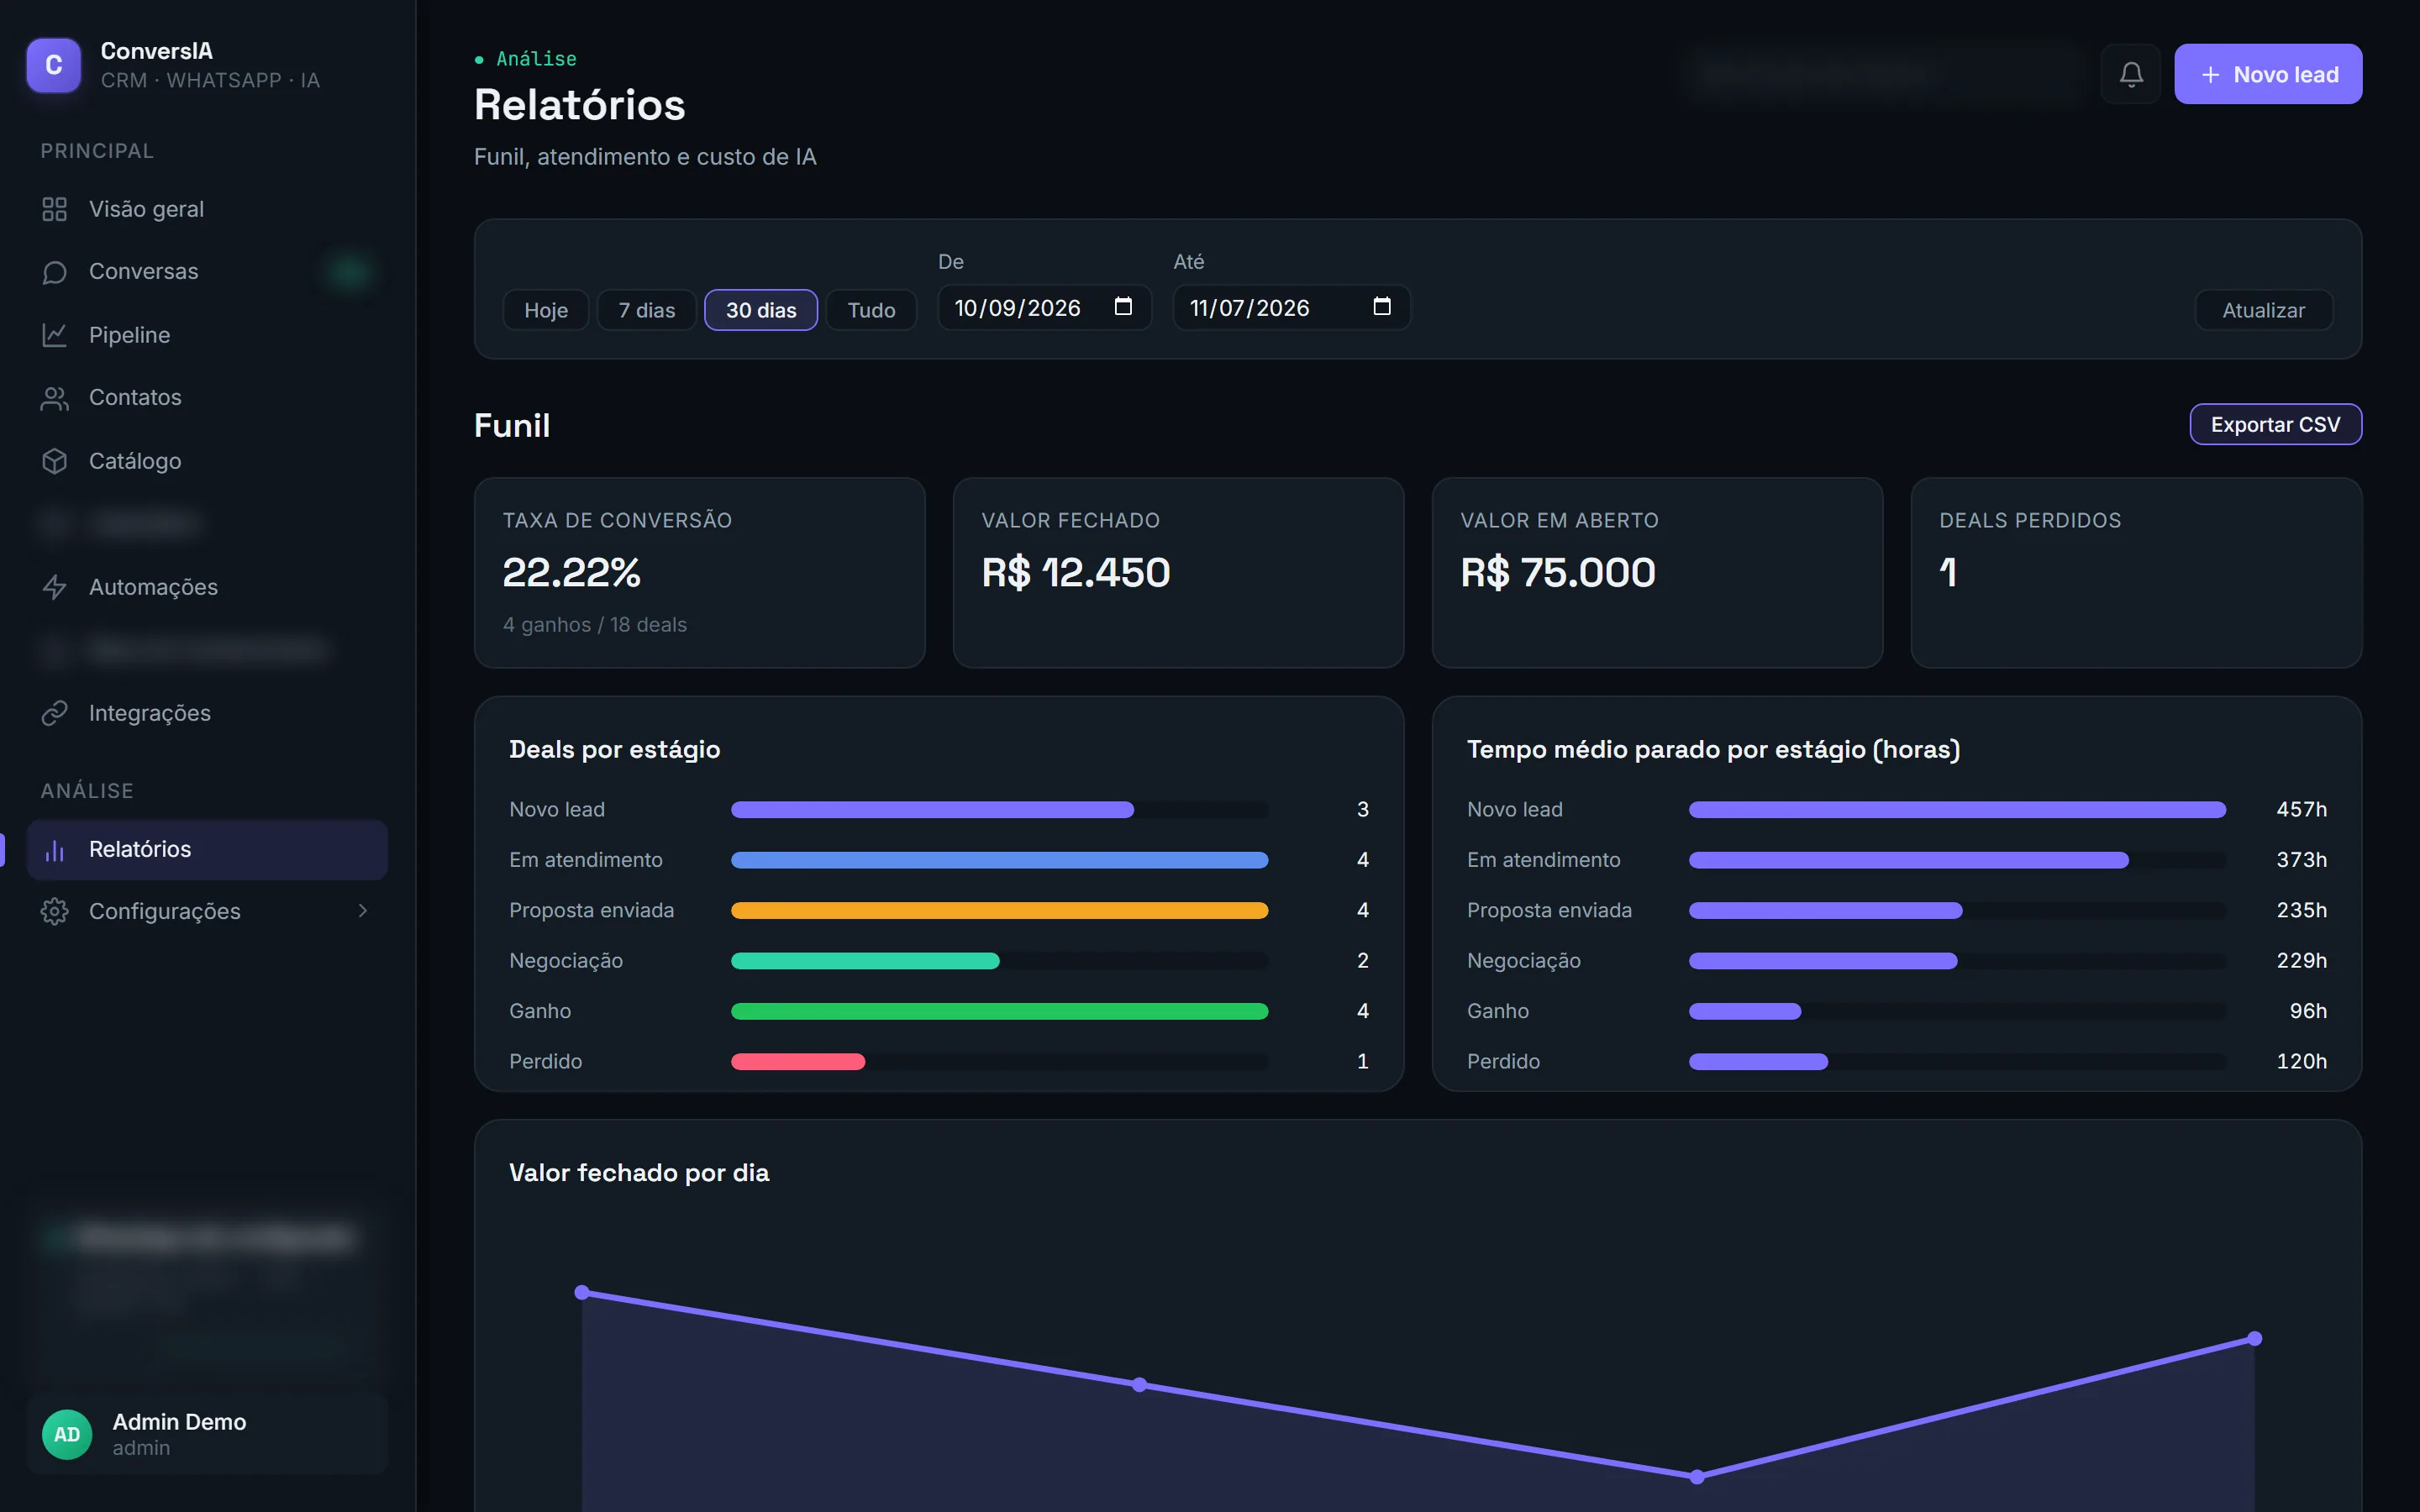 C
ConversIA
CRM · WHATSAPP · IA
PRINCIPAL
Visão geral
Conversas
Pipeline
Contatos
Catálogo
Automações
Integrações
ANÁLISE
Relatórios
Configurações
AD
Admin Demo
admin
• Análise
Relatórios
Funil, atendimento e custo de IA
+ Novo lead
De
Até
Hoje
7 dias
30 dias
Tudo
10/09/2026
11/07/2026
Atualizar
Funil
Exportar CSV
TAXA DE CONVERSÃO
22.22%
4 ganhos / 18 deals
VALOR FECHADO
R$ 12.450
VALOR EM ABERTO
R$ 75.000
DEALS PERDIDOS
1
Deals por estágio
Novo lead 3
Em atendimento 4
Proposta enviada 4
Negociação 2
Ganho 4
Perdido 1
Tempo médio parado por estágio (horas)
Novo lead 457h
Em atendimento 373h
Proposta enviada 235h
Negociação 229h
Ganho 96h
Perdido 120h
Valor fechado por dia